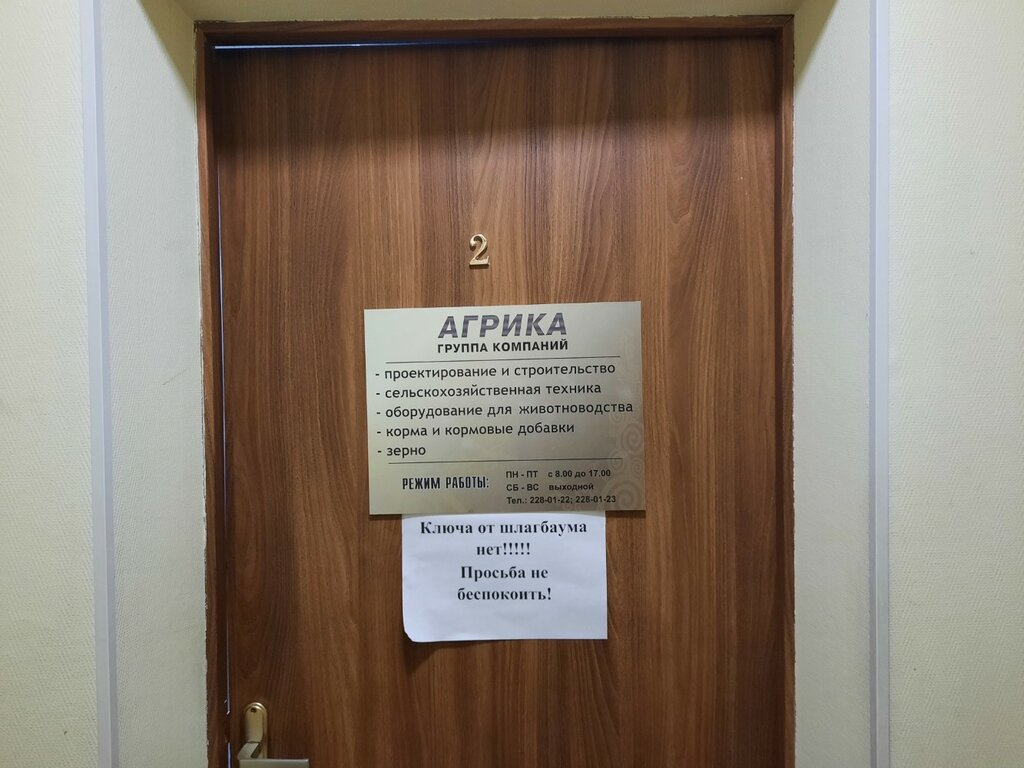 2
АГРИКА
ГРУППА КОМПАНИЙ
- проектирование и строительство
- сельскохозяйственная техника
- оборудование для животноводства
- корма и кормовые добавки
- зерно
РЕЖИМ РАБОТЫ:
ПН - ПТ с 8.00 до 17.00
СБ - ВС выходной
Тел.: 228-01-22; 228-01-23
Ключа от шлагбаума
нет!!!!!
Просьба не
беспокоить!